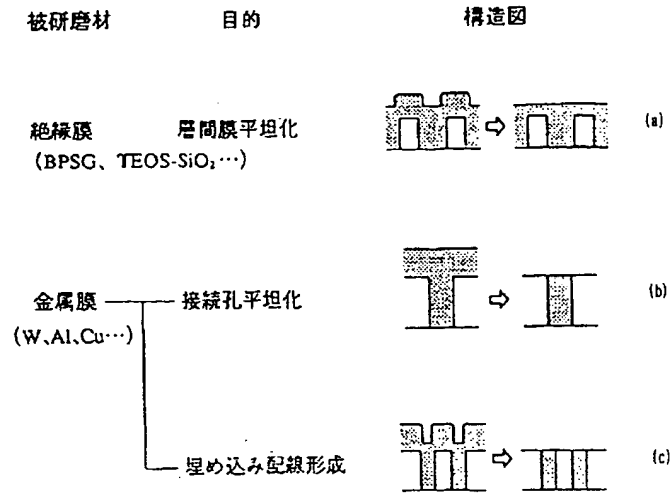 被研磨材 目的 構造図
絶縁膜 層間膜平坦化 (a)
(BPSG、TEOS-SiO₂…)
金属膜 接続孔平坦化 (b)
(W、Al、Cu…)
埋め込み配線形成 (c)